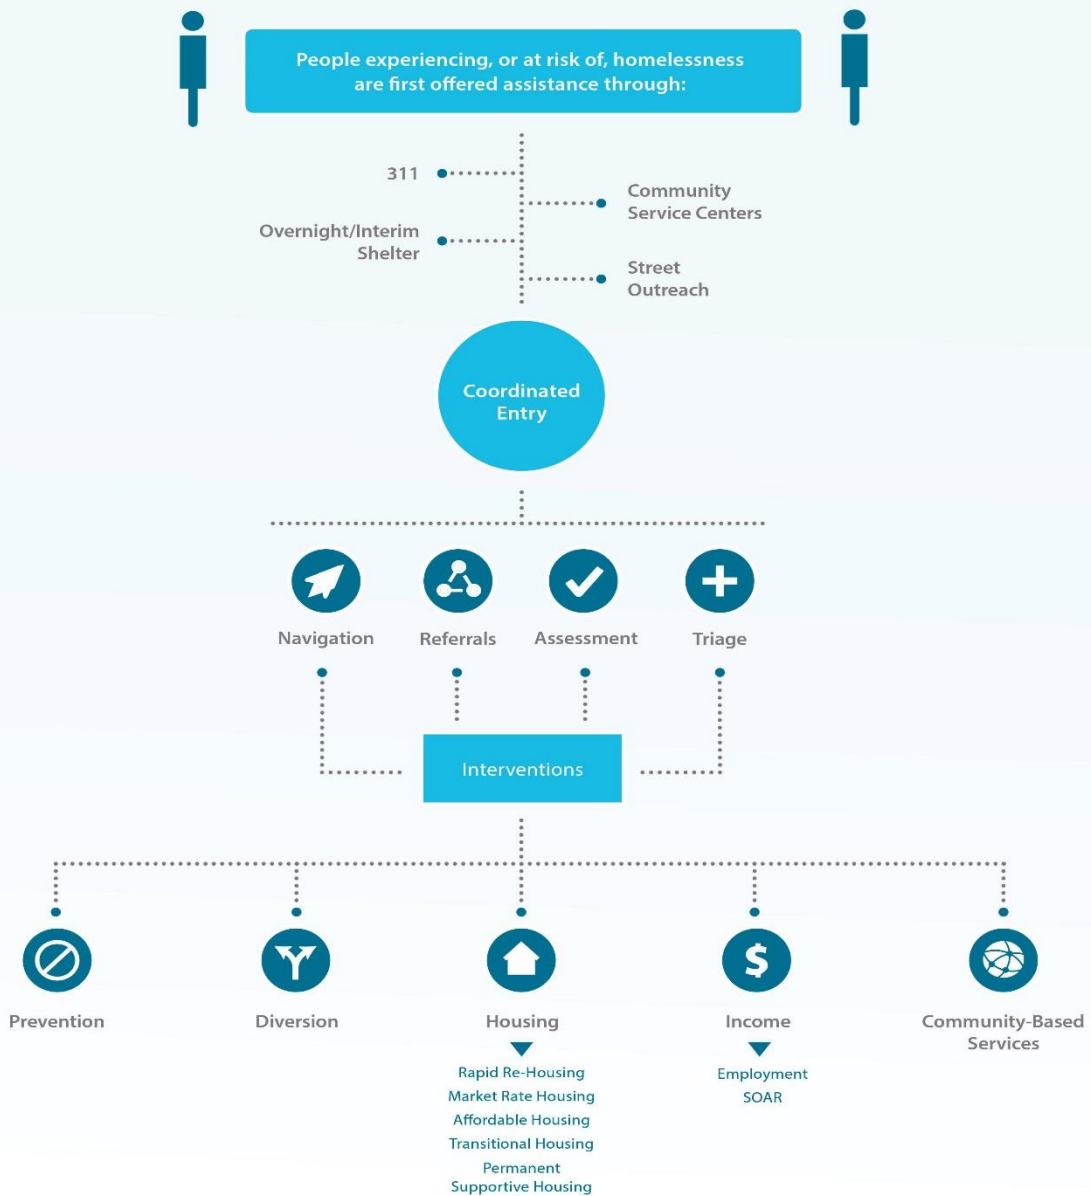 People experiencing, or at risk of, homelessness
are first offered assistance through:
311
Community
Service Centers
Overnight/Interim
Shelter
Street
Outreach
Coordinated
Entry
Navigation
Referrals
Assessment
Triage
Interventions
Prevention
Diversion
Housing
Income
Community-Based
Services
Rapid Re-Housing
Market Rate Housing
Affordable Housing
Transitional Housing
Permanent
Supportive Housing
Employment
SOAR